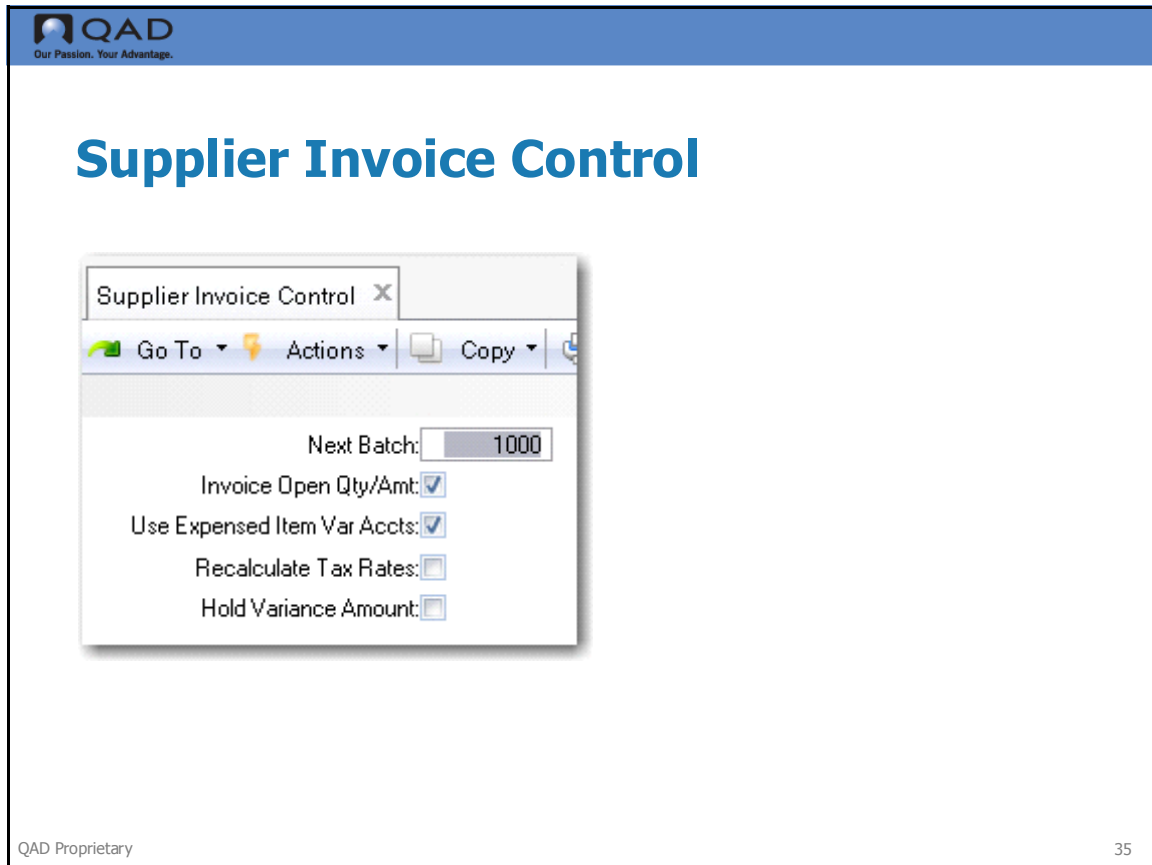 QAD
Our Passion. Your Advantage.
Supplier Invoice Control
Supplier Invoice Control
Go To Actions Copy
Next Batch: 1000
Invoice Open Qty/Amt:
Use Expensed Item Var Accts:
Recalculate Tax Rates:
Hold Variance Amount:
QAD Proprietary 35